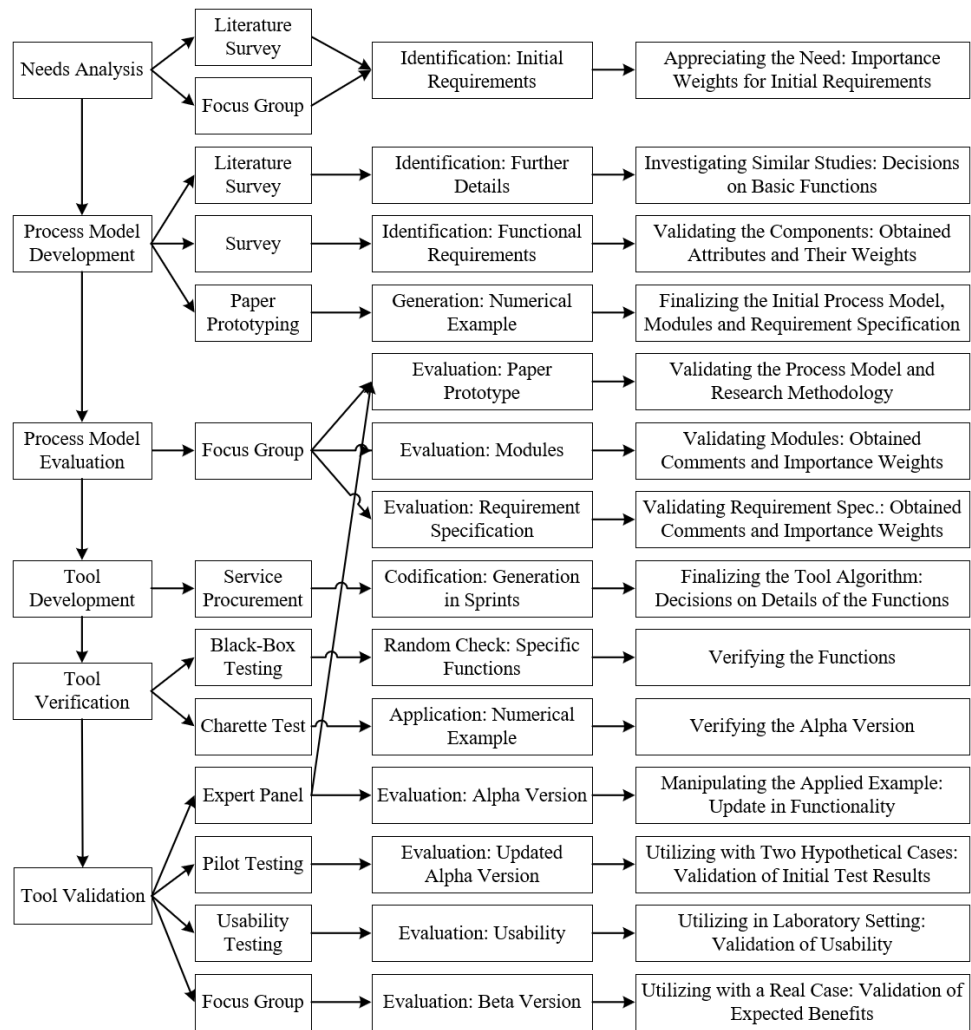 Needs Analysis
Literature
Survey
Focus Group
Identification: Initial
Requirements
Appreciating the Need: Importance
Weights for Initial Requirements
Process Model
Development
Literature
Survey
Identification: Further
Details
Investigating Similar Studies: Decisions
on Basic Functions
Survey
Identification: Functional
Requirements
Validating the Components: Obtained
Attributes and Their Weights
Paper
Prototyping
Generation: Numerical
Example
Finalizing the Initial Process Model,
Modules and Requirement Specification
Process Model
Evaluation
Focus Group
Evaluation: Paper
Prototype
Validating the Process Model and
Research Methodology
Evaluation: Modules
Validating Modules: Obtained
Comments and Importance Weights
Evaluation: Requirement
Specification
Validating Requirement Spec.: Obtained
Comments and Importance Weights
Tool
Development
Service
Procurement
Codification: Generation
in Sprints
Finalizing the Tool Algorithm:
Decisions on Details of the Functions
Tool
Verification
Black-Box
Testing
Random Check: Specific
Functions
Verifying the Functions
Charette Test
Application: Numerical
Example
Verifying the Alpha Version
Tool Validation
Expert Panel
Evaluation: Alpha Version
Manipulating the Applied Example:
Update in Functionality
Pilot Testing
Evaluation: Updated
Alpha Version
Utilizing with Two Hypothetical Cases:
Validation of Initial Test Results
Usability
Testing
Evaluation: Usability
Utilizing in Laboratory Setting:
Validation of Usability
Focus Group
Evaluation: Beta Version
Utilizing with a Real Case: Validation of
Expected Benefits